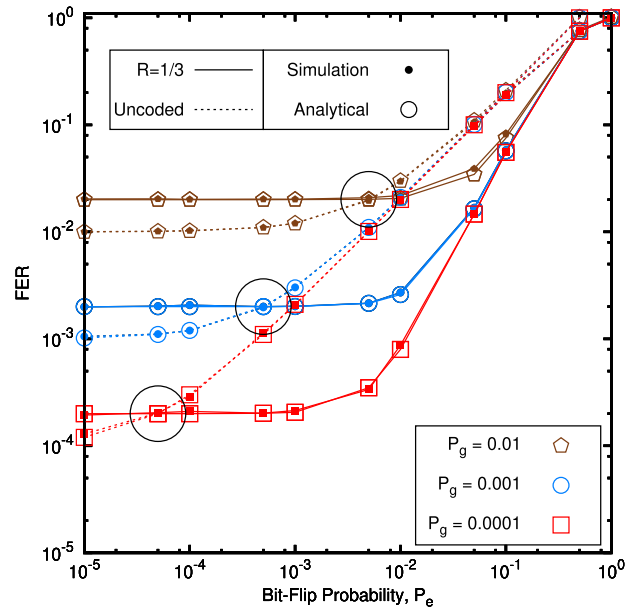 R=1/3
Simulation
Uncoded
Analytical
10^0
10^-1
10^-2
10^-3
10^-4
10^-5
FER
P_g = 0.01
P_g = 0.001
P_g = 0.0001
10^-5 10^-4 10^-3 10^-2 10^-1 10^0
Bit-Flip Probability, P_e